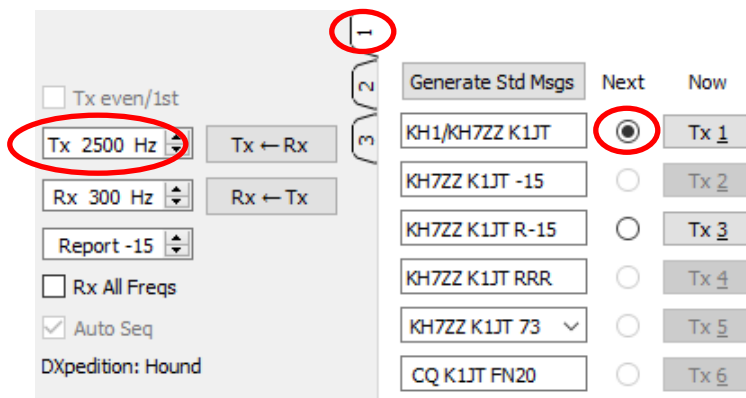 1
2
3
Tx even/1st
Tx 2500 Hz
Tx ← Rx
Rx 300 Hz
Rx ← Tx
Report -15
Rx All Freqs
Auto Seq
DXpedition: Hound
Generate Std Msgs Next Now
KH1/KH7ZZ K1JT Tx 1
KH7ZZ K1JT -15 Tx 2
KH7ZZ K1JT R-15 Tx 3
KH7ZZ K1JT RRR Tx 4
KH7ZZ K1JT 73 Tx 5
CQ K1JT FN20 Tx 6